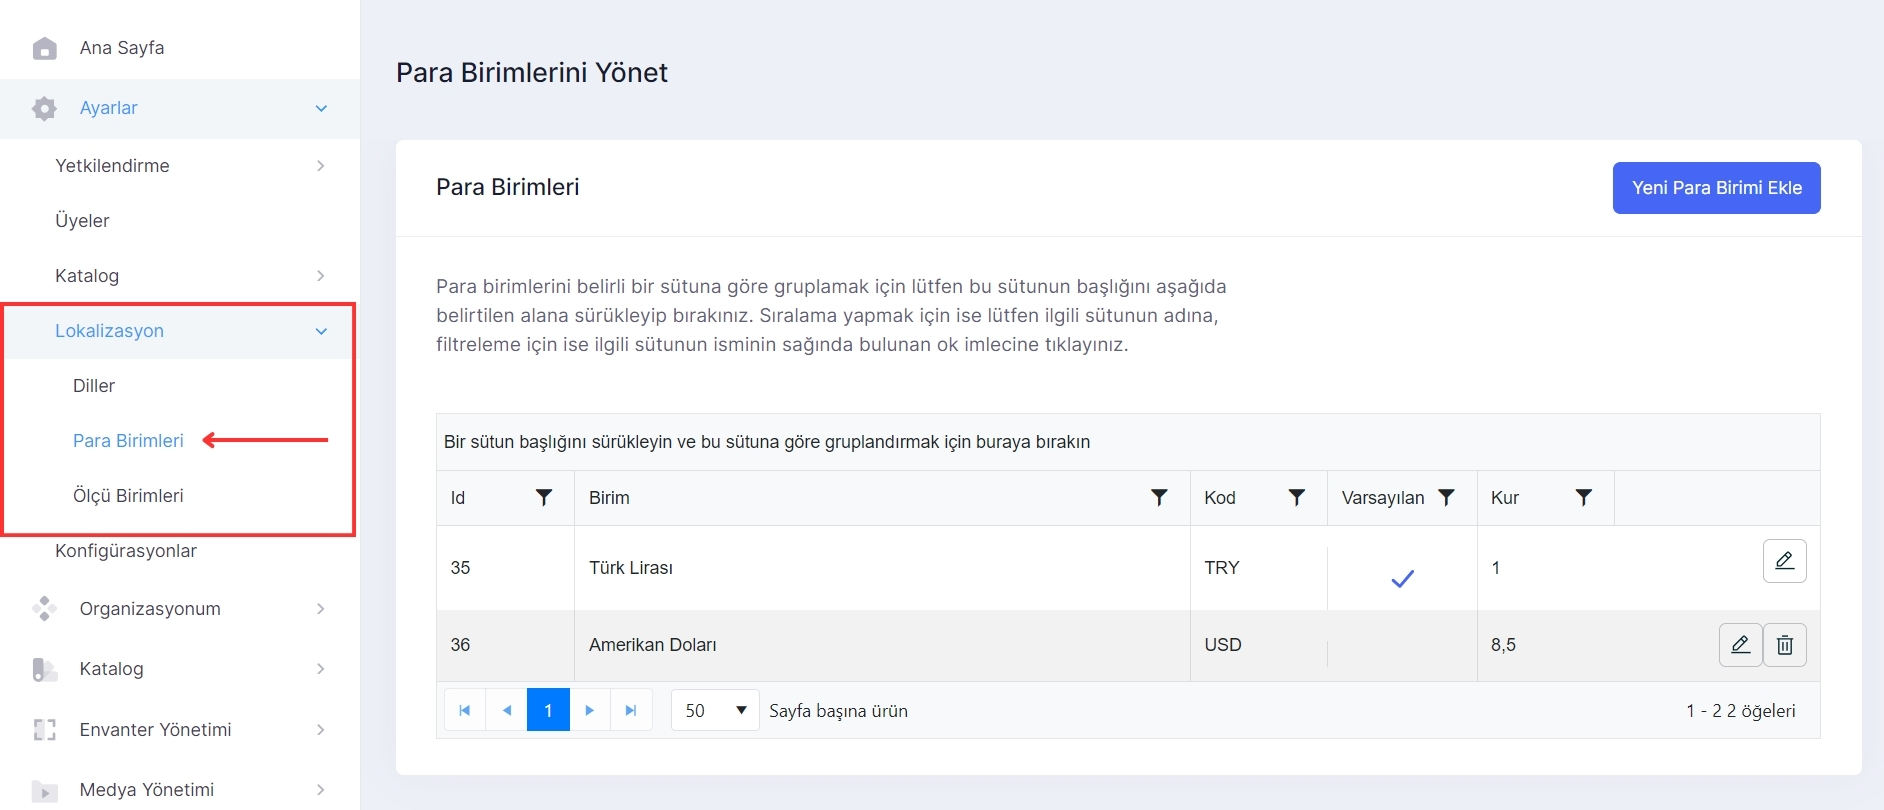 Ana Sayfa
Ayarlar
Yetkilendirme
Üyeler
Katalog
Lokalizasyon
Diller
Para Birimleri
Ölçü Birimleri
Konfigürasyonlar
Organizasyonum
Katalog
Envanter Yönetimi
Medya Yönetimi
Para Birimlerini Yönet
Para Birimleri
Yeni Para Birimi Ekle
Para birimlerini belirli bir sütuna göre gruplamak için lütfen bu sütunun başlığını aşağıda
belirtilen alana sürükleyip bırakınız. Sıralama yapmak için ise lütfen ilgili sütunun adına,
filtreleme için ise ilgili sütunun isminin sağında bulunan ok imlecine tıklayınız.
Bir sütun başlığını sürükleyin ve bu sütuna göre gruplandırmak için buraya bırakın
Id Birim Kod Varsayılan Kur
35 Türk Lirası TRY 1
36 Amerikan Doları USD 8,5
1 50 Sayfa başına ürün 1 - 2 2 öğeleri